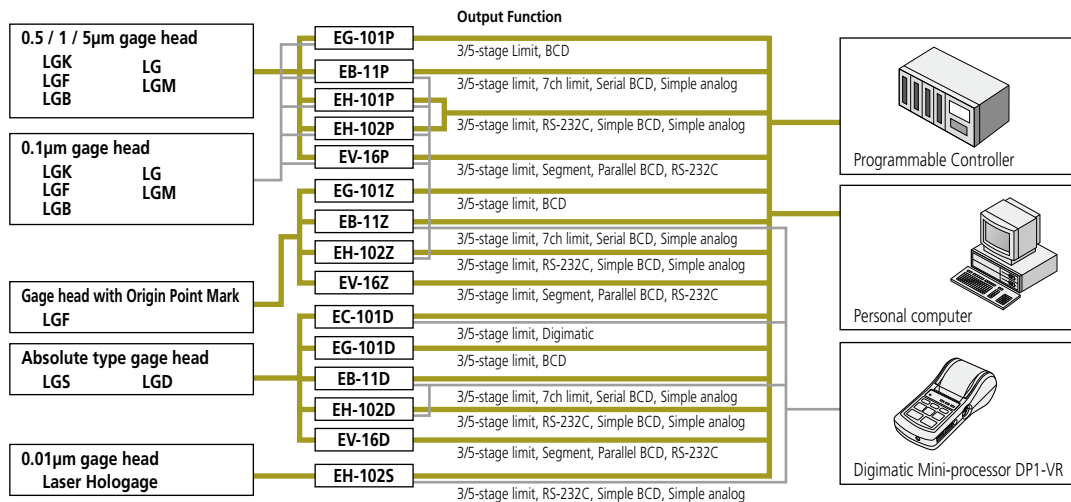 Output Function
0.5 / 1 / 5µm gage head
LGK
LG
LGF
LGM
LGB
0.1µm gage head
LGK
LG
LGF
LGM
LGB
Gage head with Origin Point Mark
LGF
Absolute type gage head
LGS LGD
0.01µm gage head
Laser Hologage
EG-101P
3/5-stage Limit, BCD
EB-11P
3/5-stage limit, 7ch limit, Serial BCD, Simple analog
EH-101P
EH-102P
3/5-stage limit, RS-232C, Simple BCD, Simple analog
EV-16P
3/5-stage limit, Segment, Parallel BCD, RS-232C
EG-101Z
3/5-stage limit, BCD
EB-11Z
3/5-stage limit, 7ch limit, Serial BCD, Simple analog
EH-102Z
3/5-stage limit, RS-232C, Simple BCD, Simple analog
EV-16Z
3/5-stage limit, Segment, Parallel BCD, RS-232C
EC-101D
3/5-stage limit, Digimatic
EG-101D
3/5-stage limit, BCD
EB-11D
3/5-stage limit, 7ch limit, Serial BCD, Simple analog
EH-102D
3/5-stage limit, RS-232C, Simple BCD, Simple analog
EV-16D
3/5-stage limit, Segment, Parallel BCD, RS-232C
EH-102S
3/5-stage limit, RS-232C, Simple BCD, Simple analog
Programmable Controller
Personal computer
Digimatic Mini-processor DP1-VR